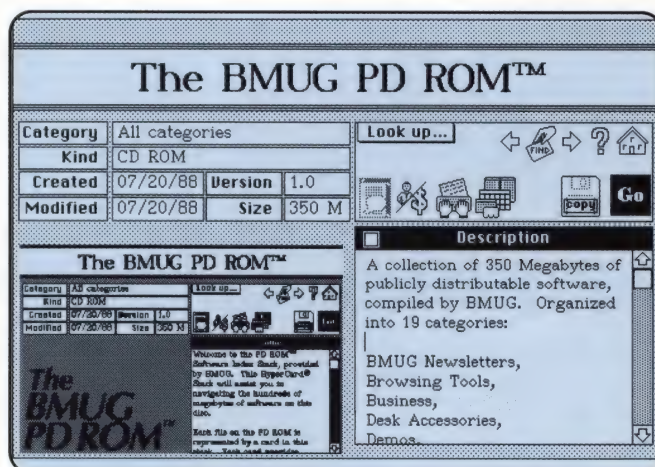 The BMUG PD ROM™
Category All categories
Kind CD ROM
Created 07/20/88 Version 1.0
Modified 07/20/88 Size 350 M
Look up...
FIND
copy
Go
Description
A collection of 350 Megabytes of
publicly distributable software,
compiled by BMUG. Organized
into 19 categories:
BMUG Newsletters,
Browsing Tools,
Business,
Desk Accessories,
Demos,
The BMUG PD ROM™
Category All categories
Kind CD ROM
Created 07/20/88 Version 1.0
Modified 07/20/88 Size 350 M
Look up...
The
BMUG
PD ROM™
Welcome to the PD ROM™
Software Index Stack, provided
by BMUG. This HyperCard®
Stack will assist you in
navigating the hundreds of
megabytes of software on this
disc.
Each file on the PD ROM is
represented by a card in this